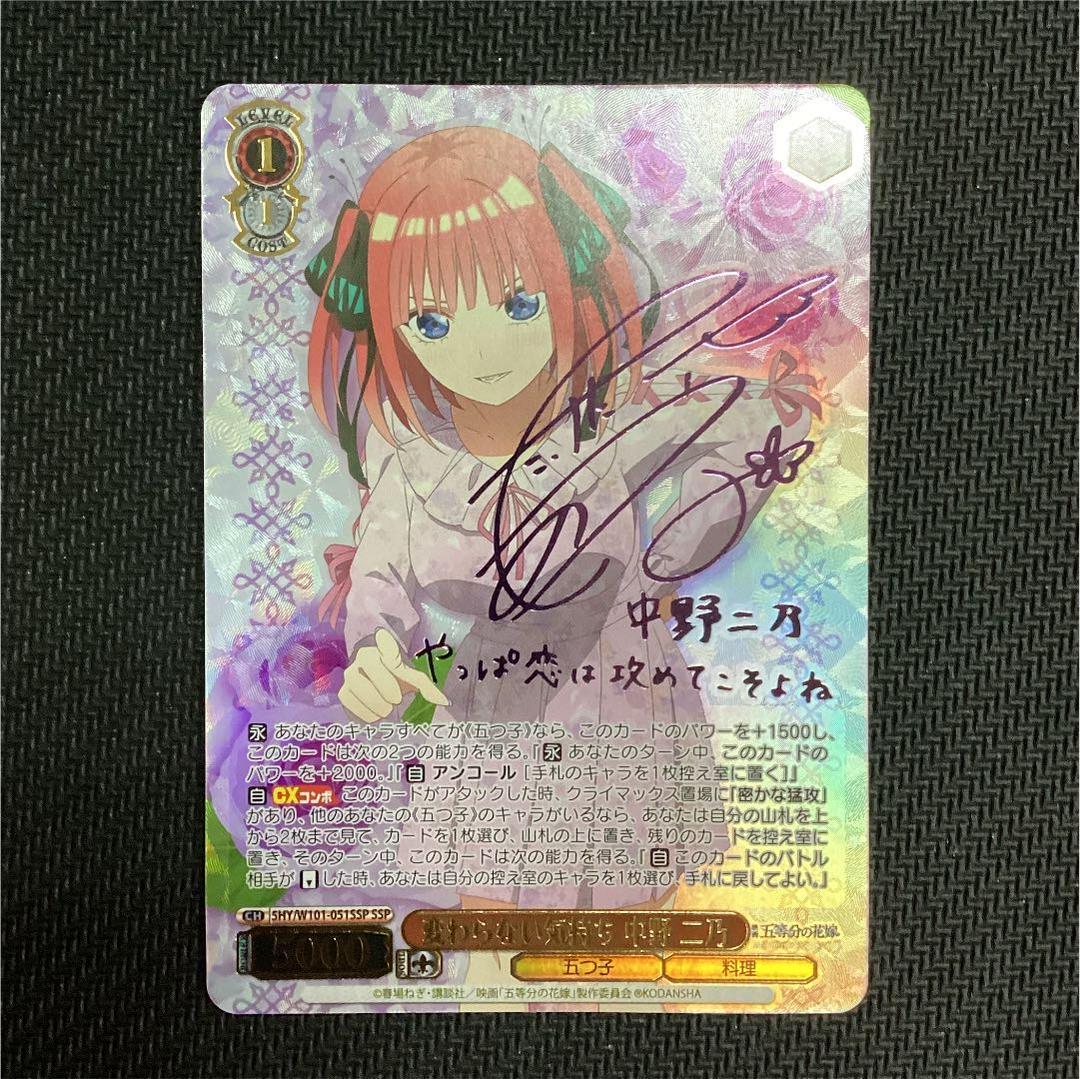 LEVEL
1
1
COST
中野二乃
やっぱ恋は攻めてこそよね
永 あなたのキャラすべてが《五つ子》なら、このカードのパワーを+1500し、
このカードは次の2つの能力を得る。『永 あなたのターン中、このカードの
パワーを+2000。』『自 アンコール [手札のキャラを1枚控え室に置く]』
自 CXコンボ このカードがアタックした時、クライマックス置場に「密かな猛攻」
があり、他のあなたの《五つ子》のキャラがいるなら、あなたは自分の山札を上
から2枚まで見て、カードを1枚選び、山札の上に置き、残りのカードを控え室に
置き、そのターン中、このカードは次の能力を得る。『自 このカードのバトル
相手が した時、あなたは自分の控え室のキャラを1枚選び、手札に戻してよい。』
CH 5HY/W101-051SSP SSP
変わらない気持ち 中野 二乃
映画 五等分の花嫁
5000
五つ子
料理
©春場ねぎ・講談社／映画「五等分の花嫁」製作委員会 ®KODANSHA